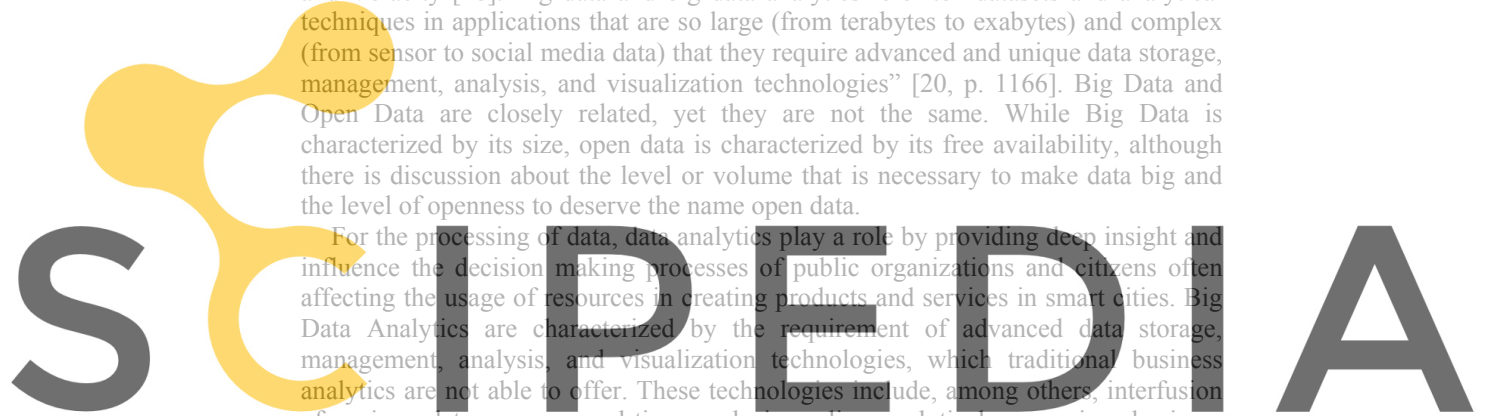 techniques in applications that are so large (from terabytes to exabytes) and complex
(from sensor to social media data) that they require advanced and unique data storage,
management, analysis, and visualization technologies” [20, p. 1166]. Big Data and
Open Data are closely related, yet they are not the same. While Big Data is
characterized by its size, open data is characterized by its free availability, although
there is discussion about the level or volume that is necessary to make data big and
the level of openness to deserve the name open data.
For the processing of data, data analytics play a role by providing deep insight and
influence the decision making processes of public organizations and citizens often
affecting the usage of resources in creating products and services in smart cities. Big
Data Analytics are characterized by the requirement of advanced data storage,
management, analysis, and visualization technologies, which traditional business
analytics are not able to offer. These technologies include, among others, interfusion
SCIPEDIA